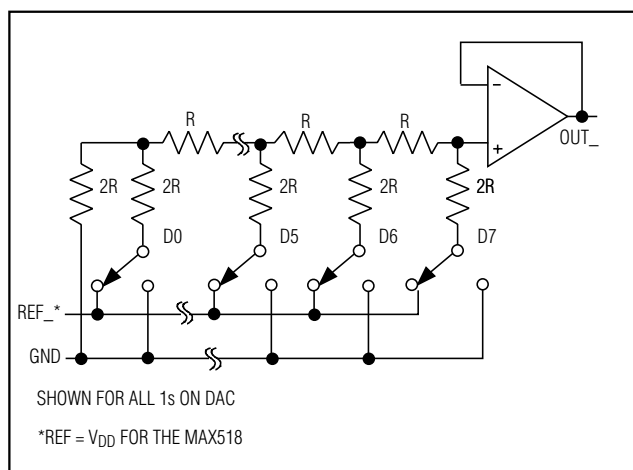 R R R
− +
OUT_
2R 2R 2R 2R 2R
D0 D5 D6 D7
REF_*
GND
SHOWN FOR ALL 1s ON DAC
*REF = VDD FOR THE MAX518